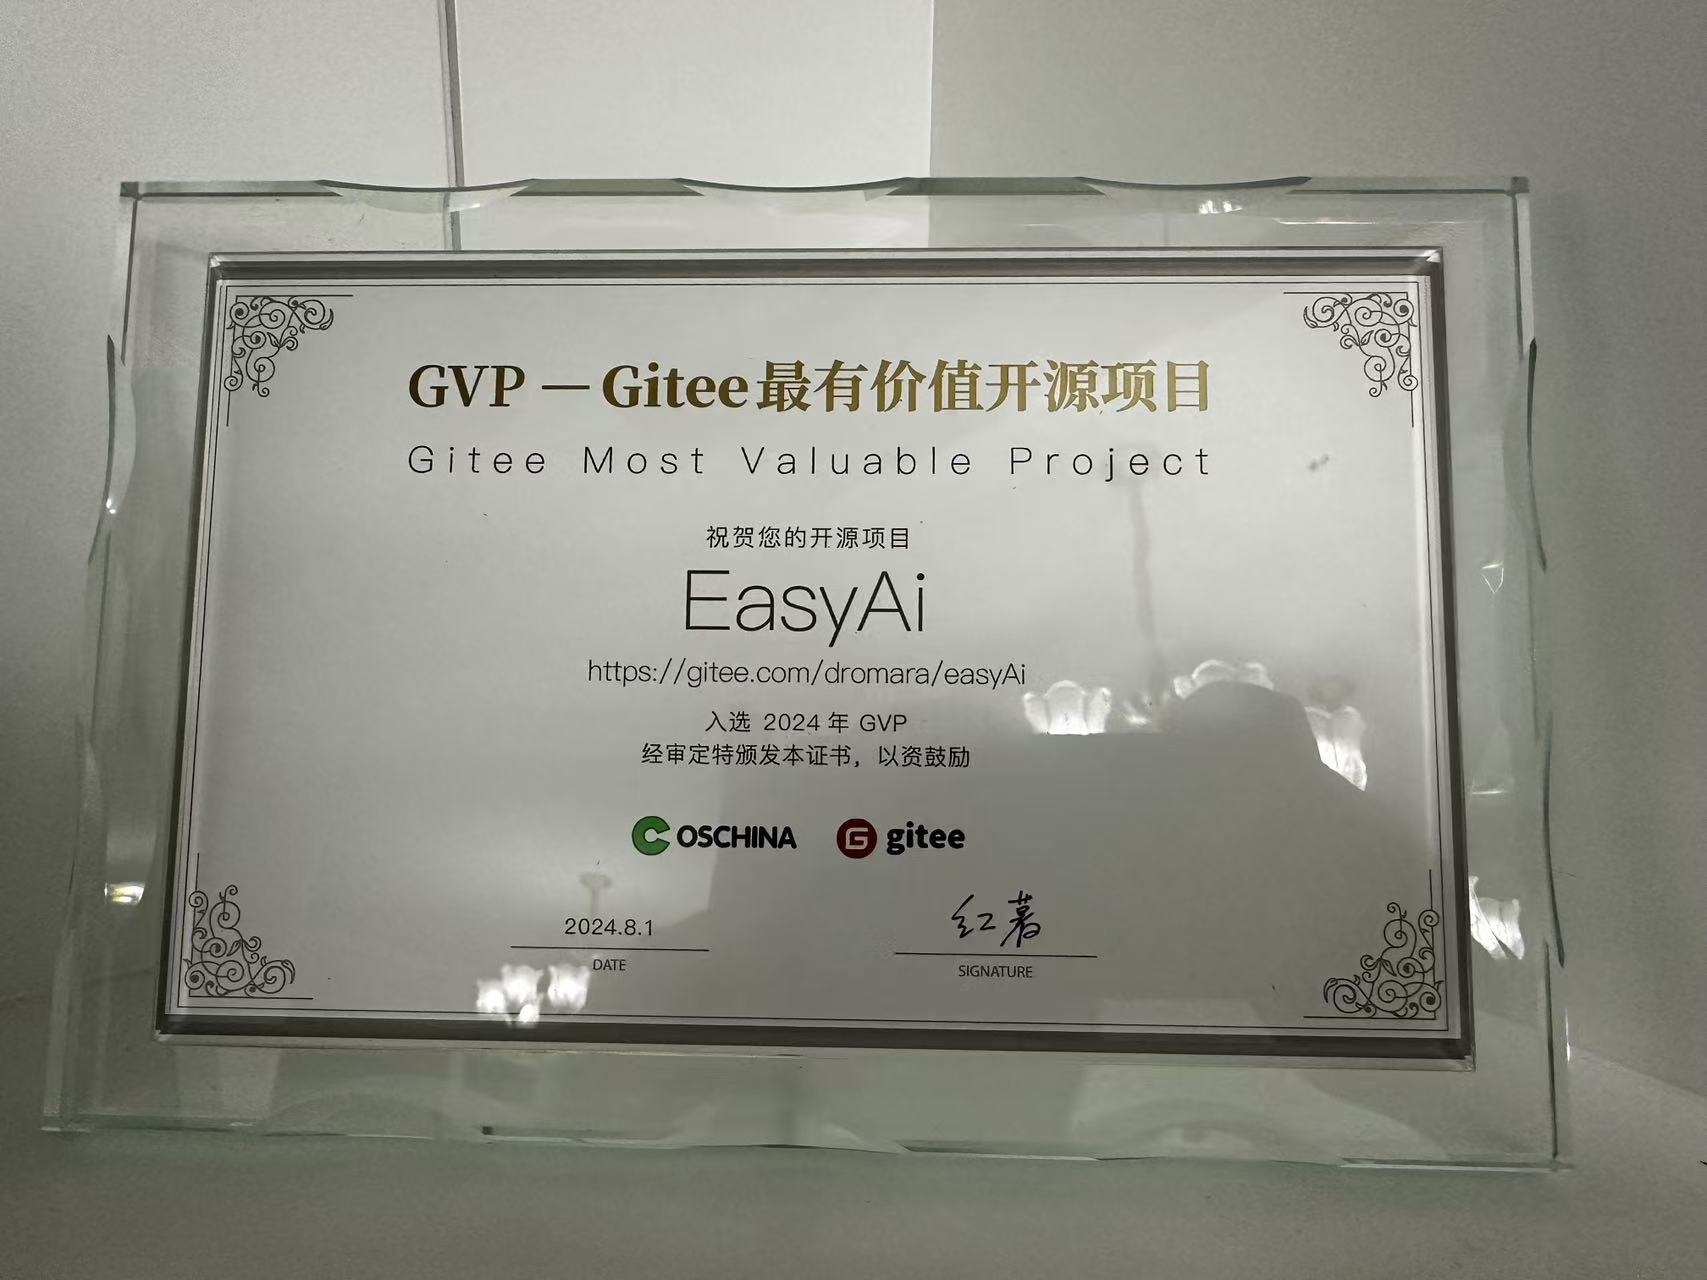 GVP — Gitee最有价值开源项目
Gitee Most Valuable Project
祝贺您的开源项目
EasyAi
https://gitee.com/dromara/easyAi
入选 2024 年 GVP
经审定特颁发本证书，以资鼓励
OSCHINA gitee
2024.8.1 红薯
DATE SIGNATURE